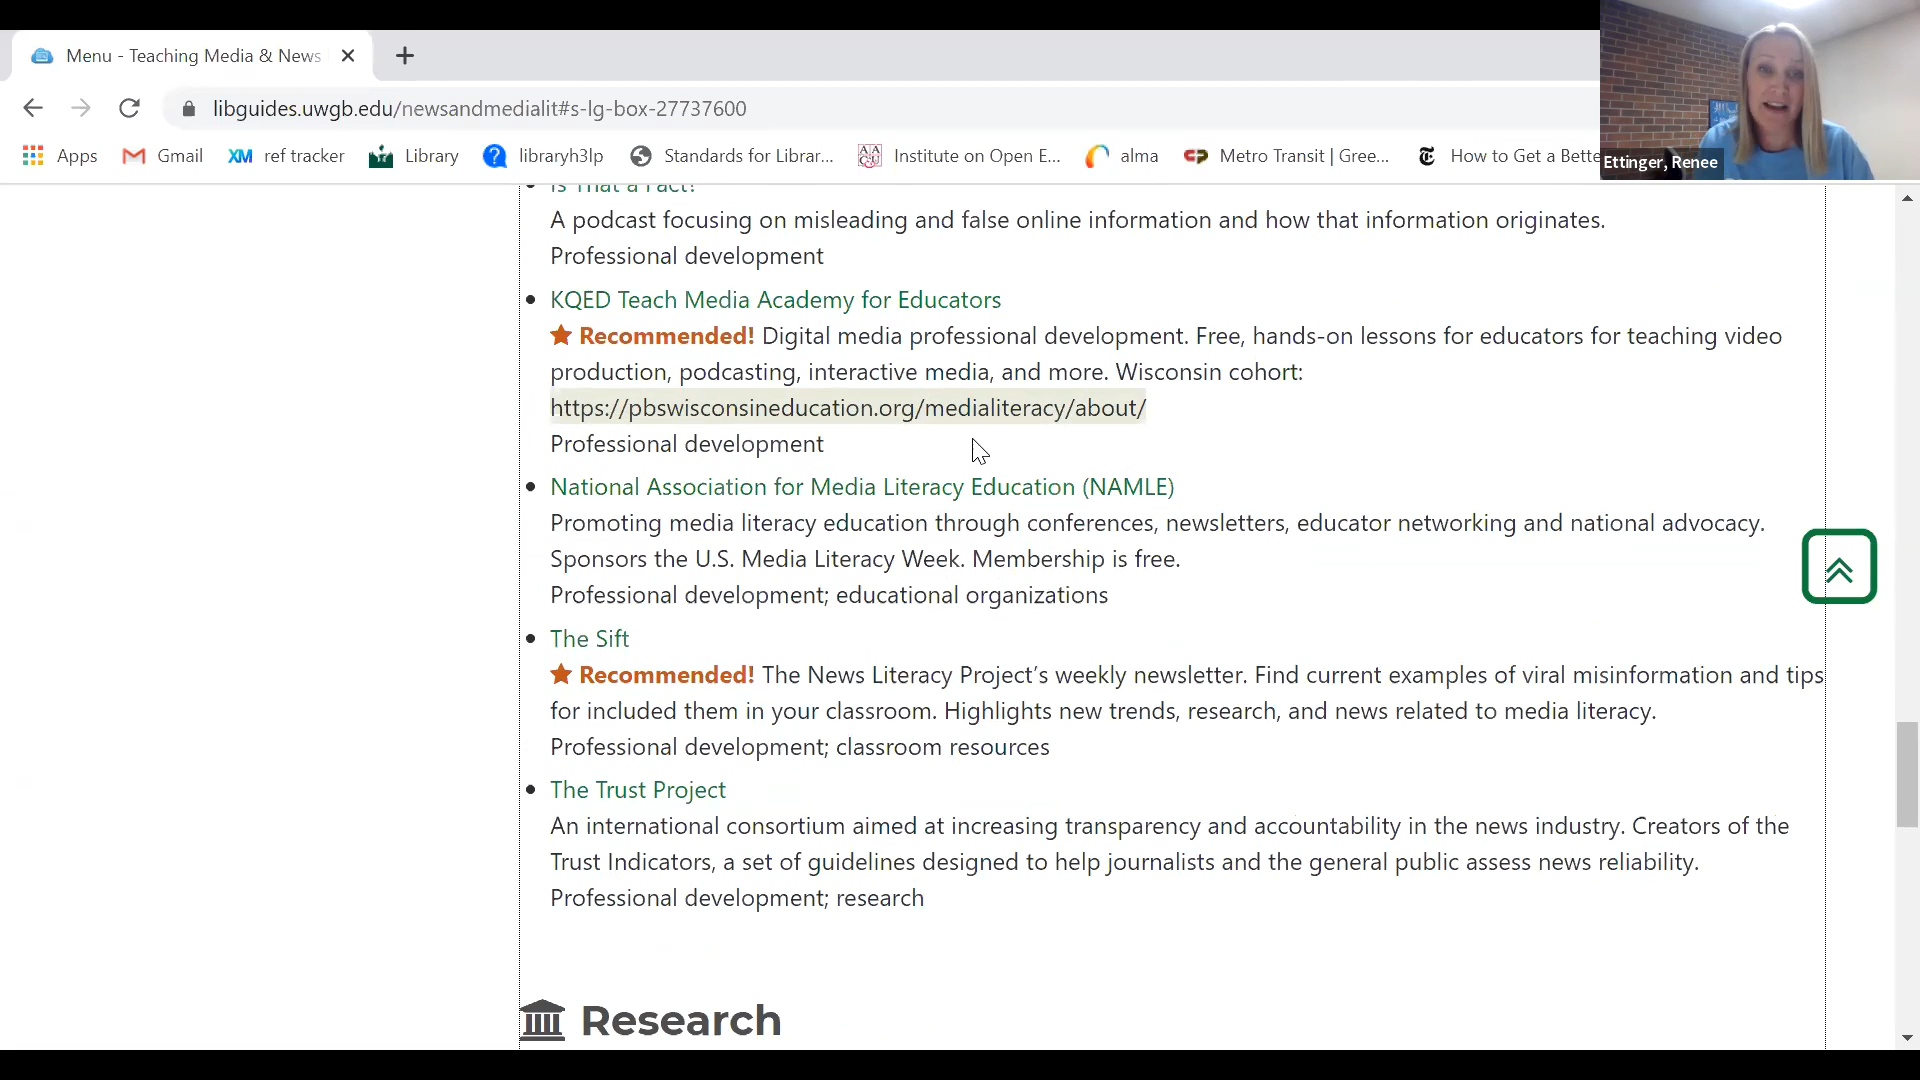 Menu - Teaching Media & News
libguides.uwgb.edu/newsandmedialit#s-lg-box-27737600
Apps Gmail XM ref tracker Library libraryh3lp Standards for Librar... Institute on Open E... alma Metro Transit | Gree... How to Get a Bette
Ettinger, Renee
Is That a Fact?
A podcast focusing on misleading and false online information and how that information originates.
Professional development
KQED Teach Media Academy for Educators
Recommended! Digital media professional development. Free, hands-on lessons for educators for teaching video
production, podcasting, interactive media, and more. Wisconsin cohort:
https://pbswisconsineducation.org/medialiteracy/about/
Professional development
National Association for Media Literacy Education (NAMLE)
Promoting media literacy education through conferences, newsletters, educator networking and national advocacy.
Sponsors the U.S. Media Literacy Week. Membership is free.
Professional development; educational organizations
The Sift
Recommended! The News Literacy Project’s weekly newsletter. Find current examples of viral misinformation and tips
for included them in your classroom. Highlights new trends, research, and news related to media literacy.
Professional development; classroom resources
The Trust Project
An international consortium aimed at increasing transparency and accountability in the news industry. Creators of the
Trust Indicators, a set of guidelines designed to help journalists and the general public assess news reliability.
Professional development; research
Research